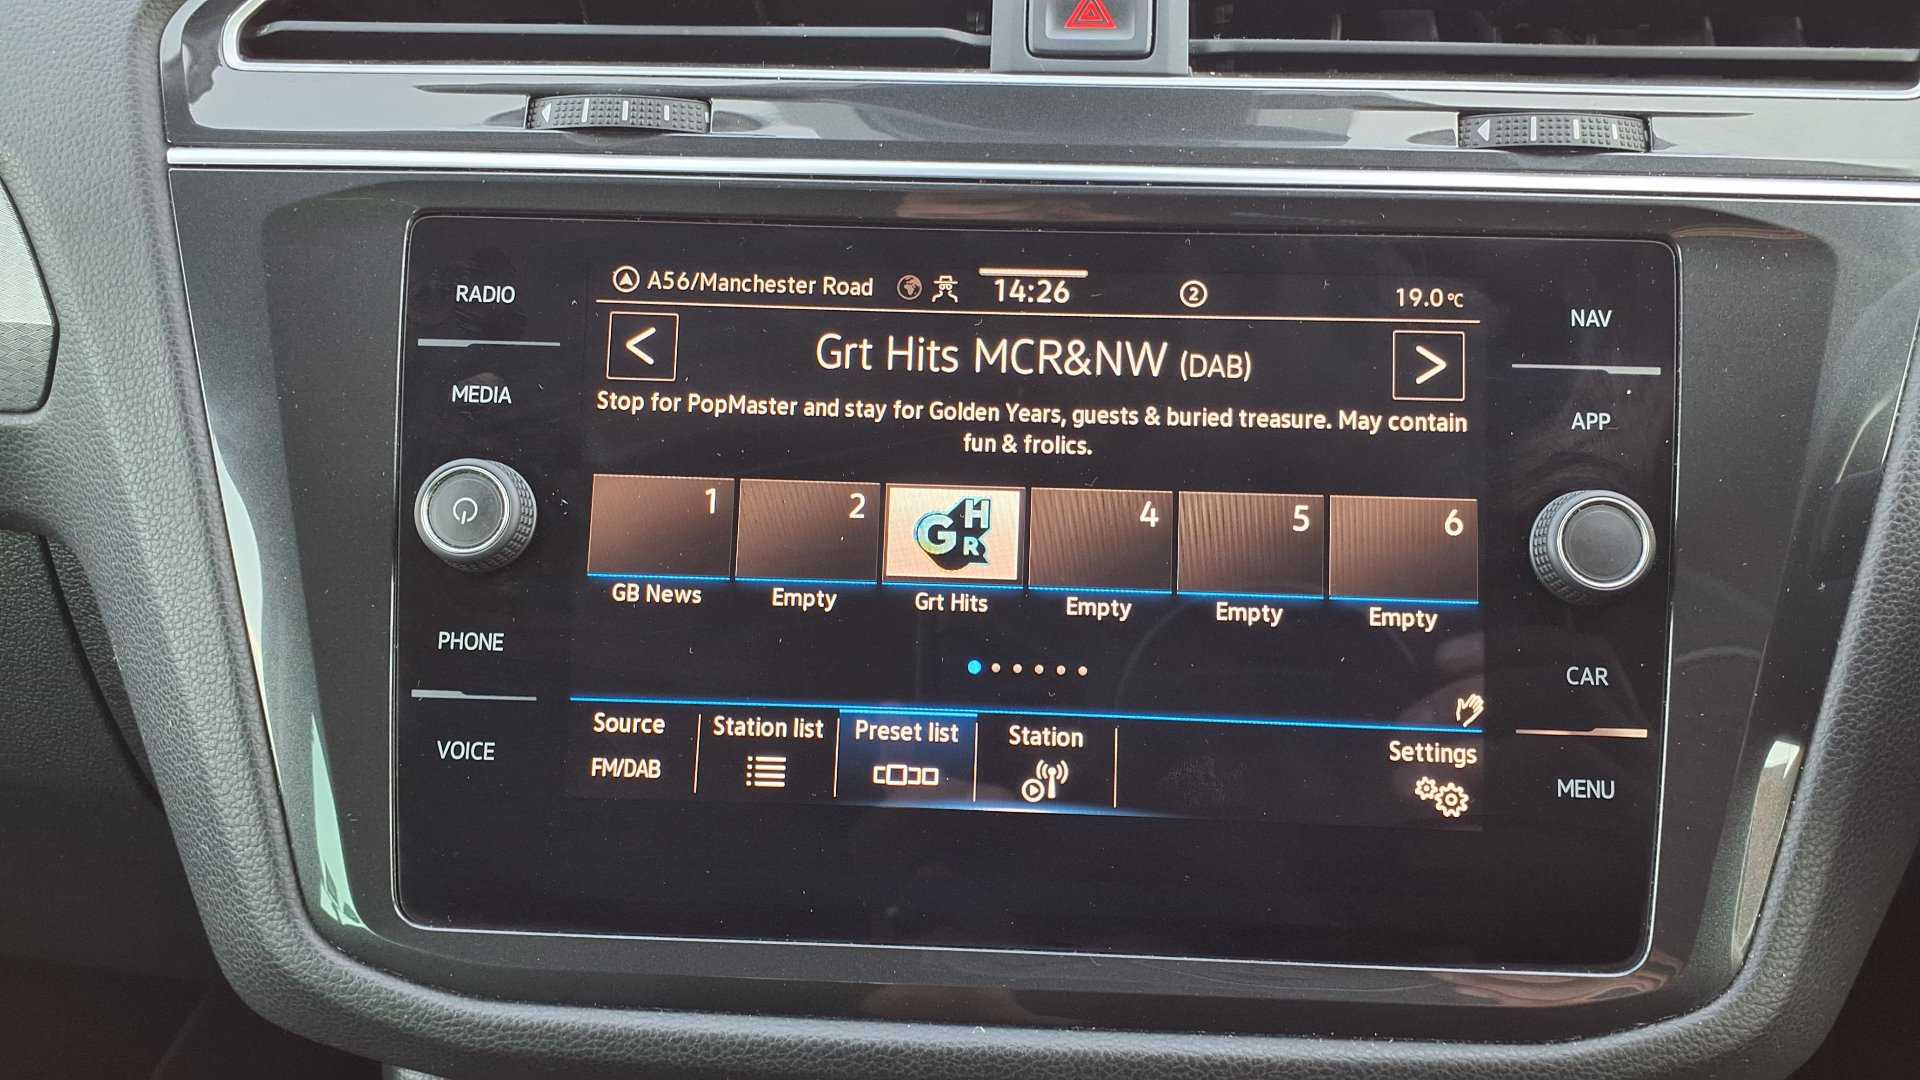 RADIO
MEDIA
PHONE
VOICE
A56/Manchester Road
14:26
2
19.0°C
<
Grt Hits MCR&NW (DAB)
>
Stop for PopMaster and stay for Golden Years, guests & buried treasure. May contain
fun & frolics.
1
2
GHR
4
5
6
GB News
Empty
Grt Hits
Empty
Empty
Empty
Source
FM/DAB
Station list
Preset list
Station
Settings
NAV
APP
CAR
MENU